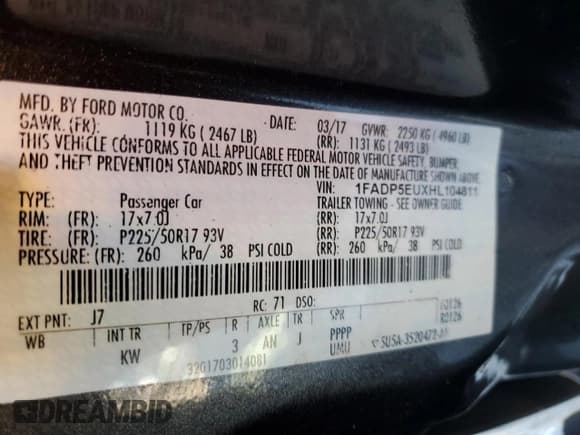 MFD. BY FORD MOTOR CO.
DATE: 03/17 GVWR: 2250 KG ( 4960 LB)
GAWR. (FR): 1119 KG ( 2467 LB) (RR): 1131 KG ( 2493 LB)
THIS VEHICLE CONFORMS TO ALL APPLICABLE FEDERAL MOTOR VEHICLE SAFETY, BUMPER
AND THEFT PREVENTION STANDARDS IN EFFECT ON THE DATE OF MANUFACTURE SHOWN ABOVE.
VIN: 1FADP5EUXHL104811
TYPE: Passenger Car TRAILER TOWING - SEE OWNER GUIDE
RIM: (FR): 17x7.0J (RR): 17x7.0J
TIRE: (FR): P225/50R17 93V (RR): P225/50R17 93V
PRESSURE: (FR): 260 kPa/ 38 PSI COLD (RR): 260 kPa/ 38 PSI COLD
EXT PNT: J7 RC: 71 DSO:
WB INT TR TP/PS R AXLE TR SPR
KW 3 AN J PPPP
UMU
3201703014081
DREAMBID